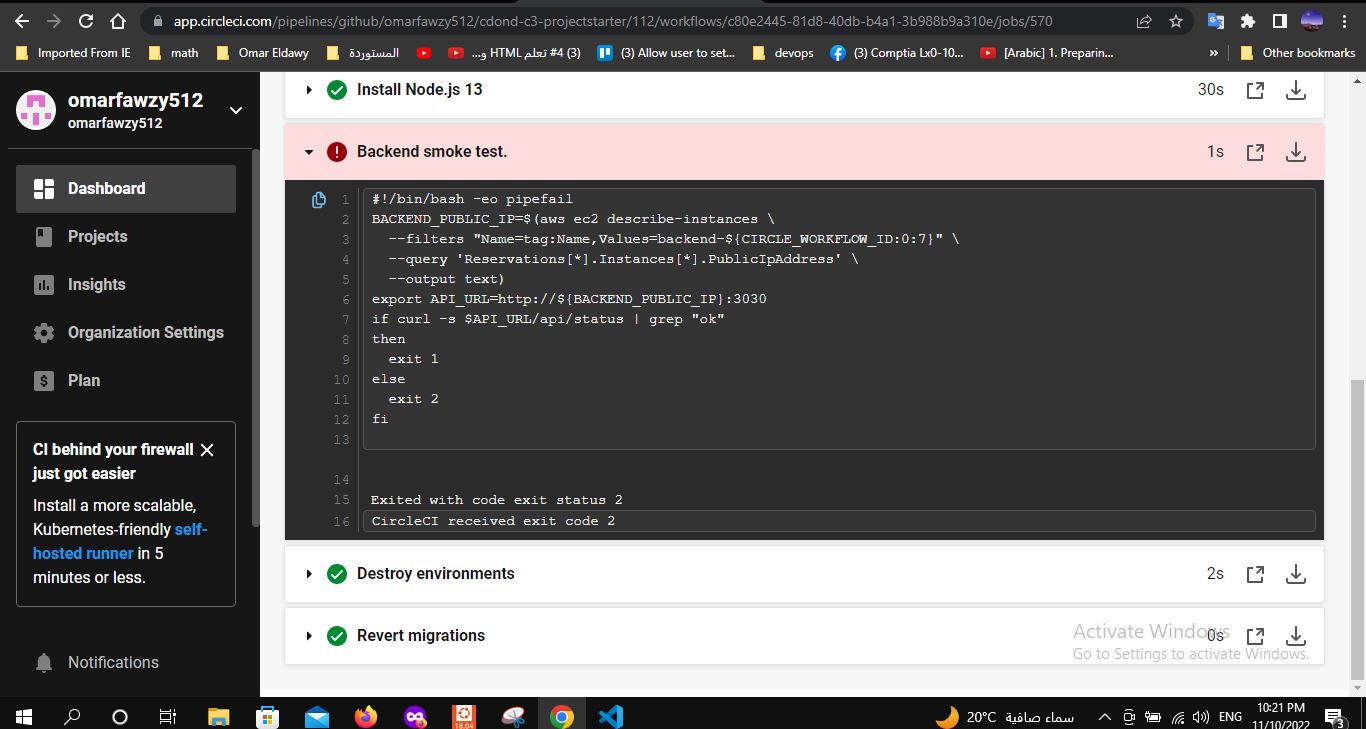 app.circleci.com/pipelines/github/omarfawzy512/cdond-c3-projectstarter/112/workflows/c80e2445-81d8-40db-b4a1-3b988b9a310e/jobs/570
Imported From IE
math
Omar Eldawy
المستوردة
(3) #4 تعلم HTML و...
(3) Allow user to set...
devops
(3) Comptia Lx0-10...
[Arabic] 1. Preparin...
»
Other bookmarks
omarfawzy512
omarfawzy512
Dashboard
Projects
Insights
Organization Settings
Plan
CI behind your firewall
just got easier
Install a more scalable,
Kubernetes-friendly self-
hosted runner in 5
minutes or less.
Notifications
Install Node.js 13
30s
Backend smoke test.
1s
1 #!/bin/bash -eo pipefail
2 BACKEND_PUBLIC_IP=$(aws ec2 describe-instances \
3 --filters "Name=tag:Name,Values=backend-${CIRCLE_WORKFLOW_ID:0:7}" \
4 --query 'Reservations[*].Instances[*].PublicIpAddress' \
5 --output text)
6 export API_URL=http://${BACKEND_PUBLIC_IP}:3030
7 if curl -s $API_URL/api/status | grep "ok"
8 then
9 exit 1
10 else
11 exit 2
12 fi
13
14
15 Exited with code exit status 2
16 CircleCI received exit code 2
Destroy environments
2s
Revert migrations
0s
Activate Windows
Go to Settings to activate Windows.
18.04
20°C سماء صافية
ENG
10:21 PM
11/10/2022
3